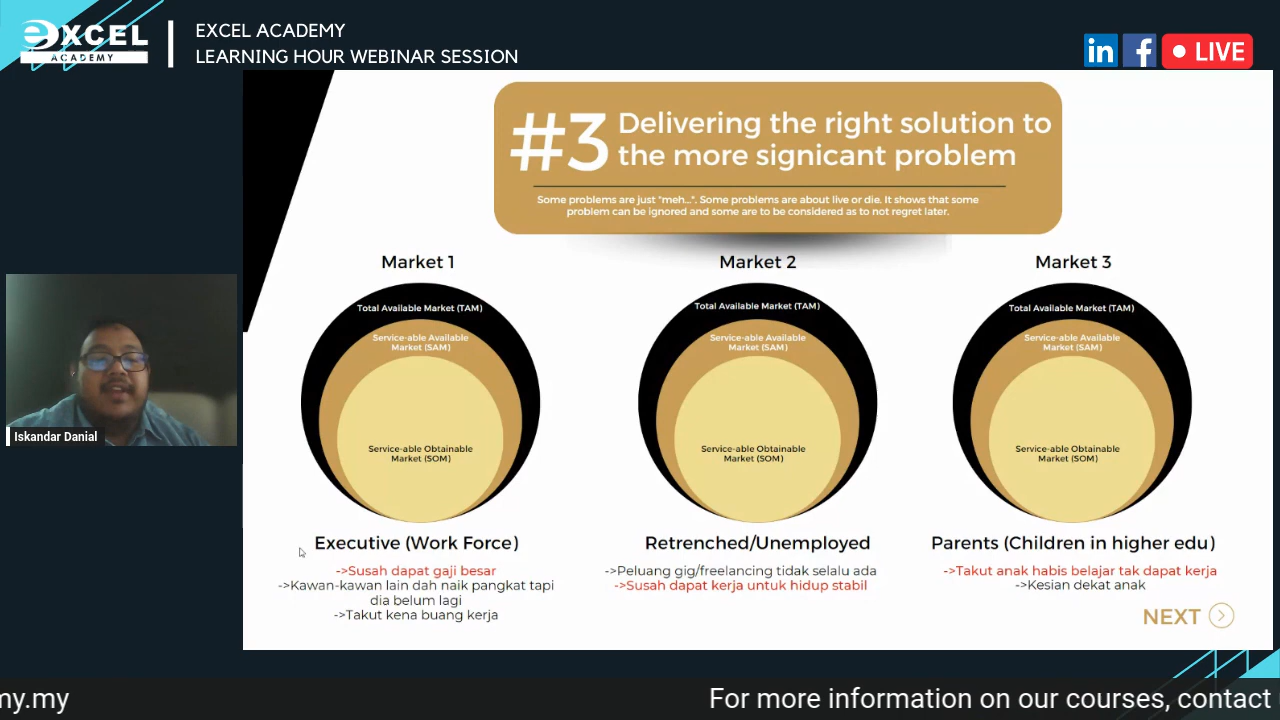 eXCEL
ACADEMY
EXCEL ACADEMY
LEARNING HOUR WEBINAR SESSION
in
f
LIVE
#3
Delivering the right solution to
the more signicant problem
Some problems are just "meh...". Some problems are about live or die. It shows that some
problem can be ignored and some are to be considered as to not regret later.
Market 1
Total Available Market (TAM)
Service-able Available
Market (SAM)
Service-able Obtainable
Market (SOM)
Executive (Work Force)
->Susah dapat gaji besar
->Kawan-kawan lain dah naik pangkat tapi
dia belum lagi
->Takut kena buang kerja
Market 2
Total Available Market (TAM)
Service-able Available
Market (SAM)
Service-able Obtainable
Market (SOM)
Retrenched/Unemployed
->Peluang gig/freelancing tidak selalu ada
->Susah dapat kerja untuk hidup stabil
Market 3
Total Available Market (TAM)
Service-able Available
Market (SAM)
Service-able Obtainable
Market (SOM)
Parents (Children in higher edu)
->Takut anak habis belajar tak dapat kerja
->Kesian dekat anak
NEXT
Iskandar Danial
my.my
For more information on our courses, contact